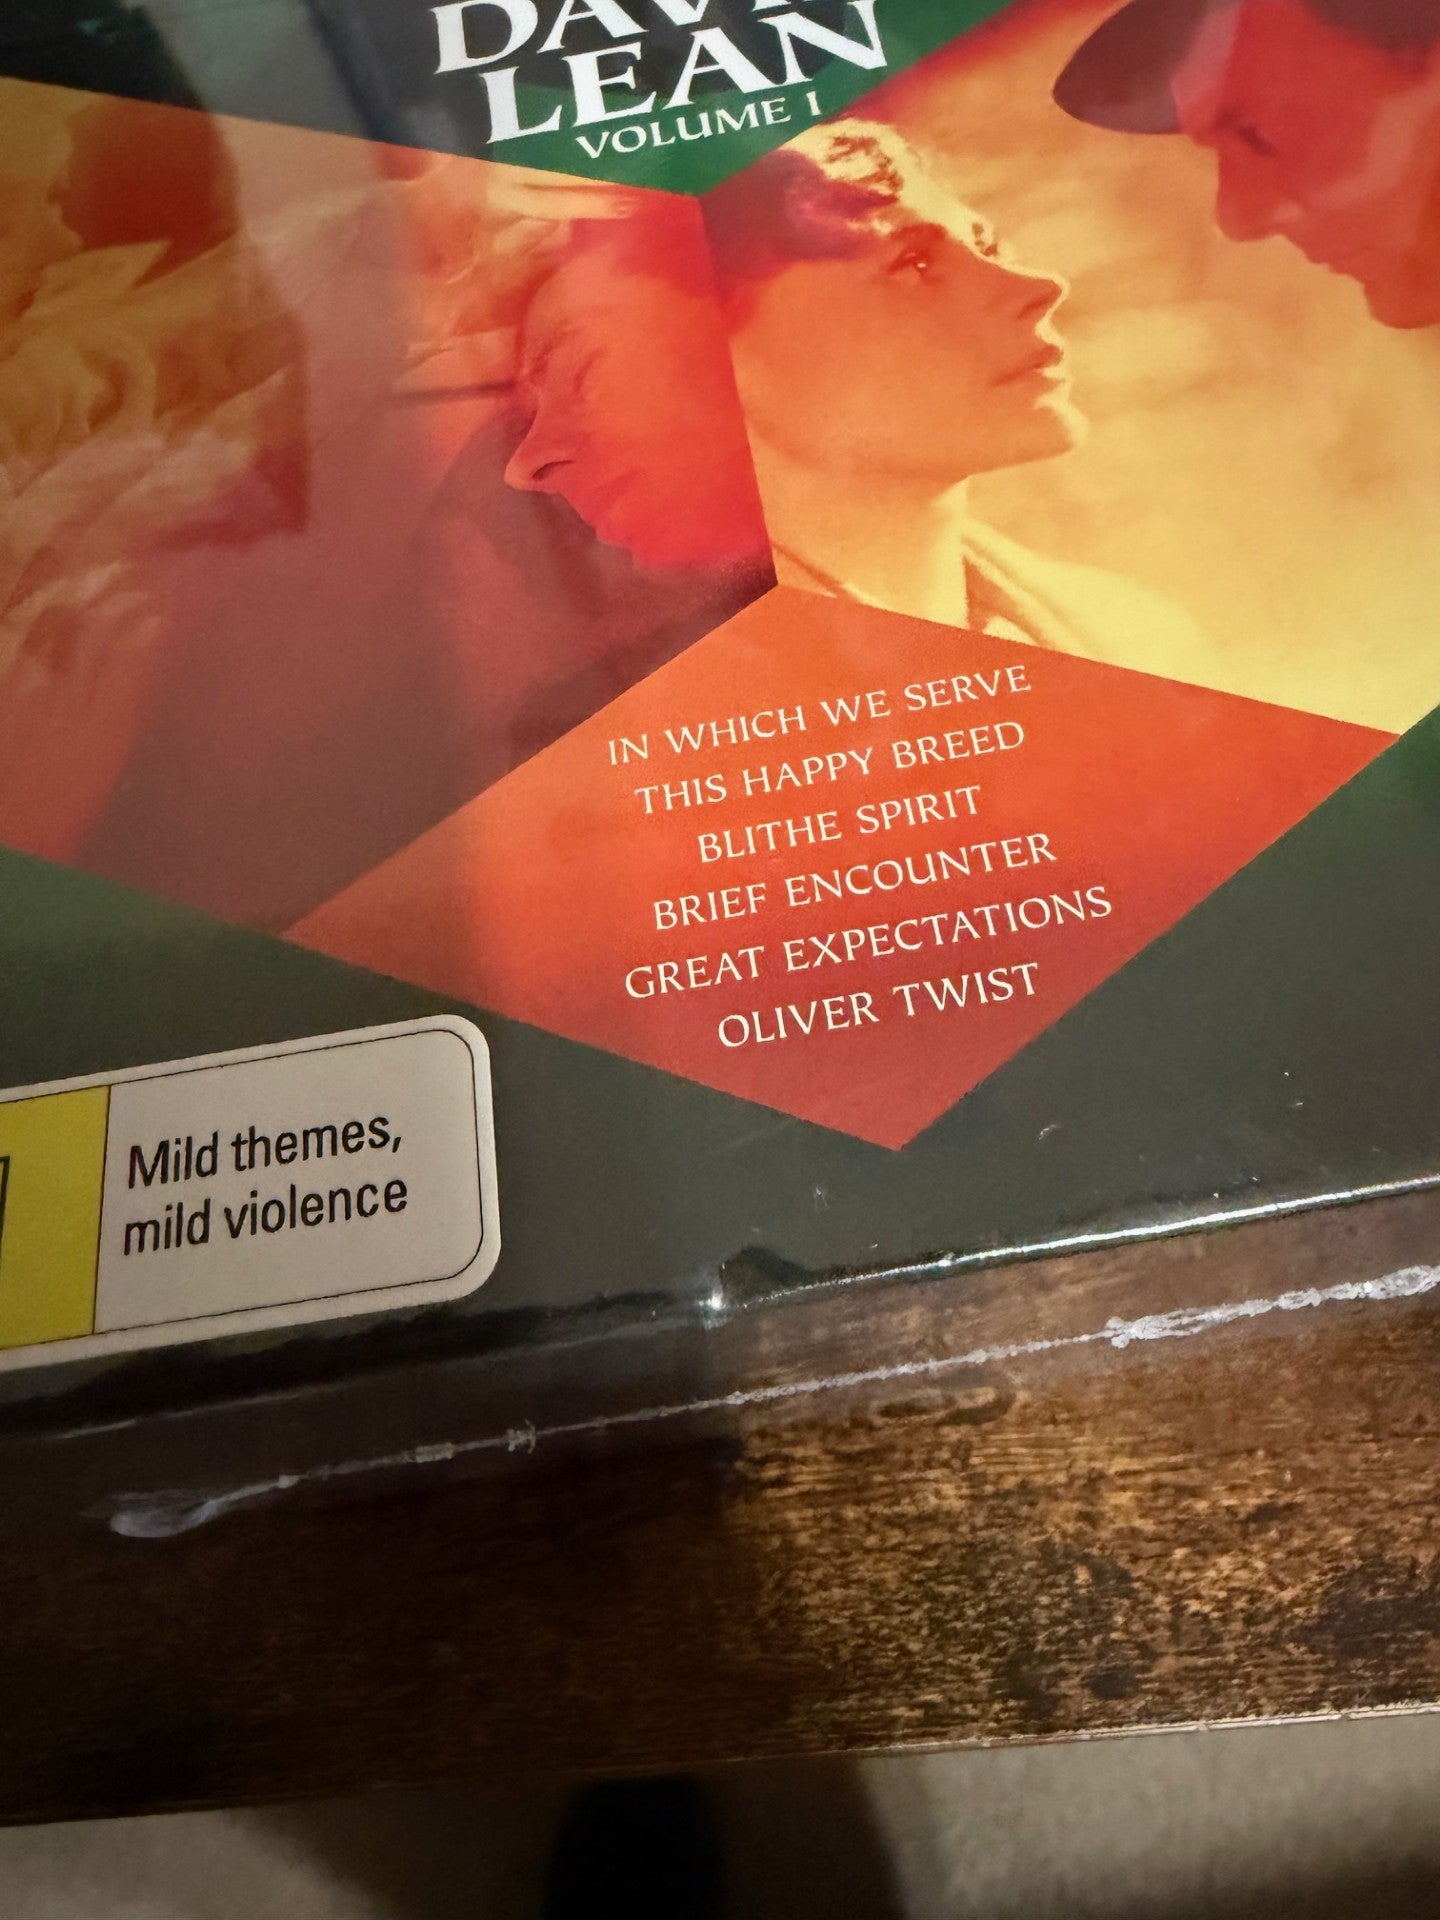 LEAN
VOLUME I
IN WHICH WE SERVE
THIS HAPPY BREED
BLITHE SPIRIT
BRIEF ENCOUNTER
GREAT EXPECTATIONS
OLIVER TWIST
Mild themes,
mild violence